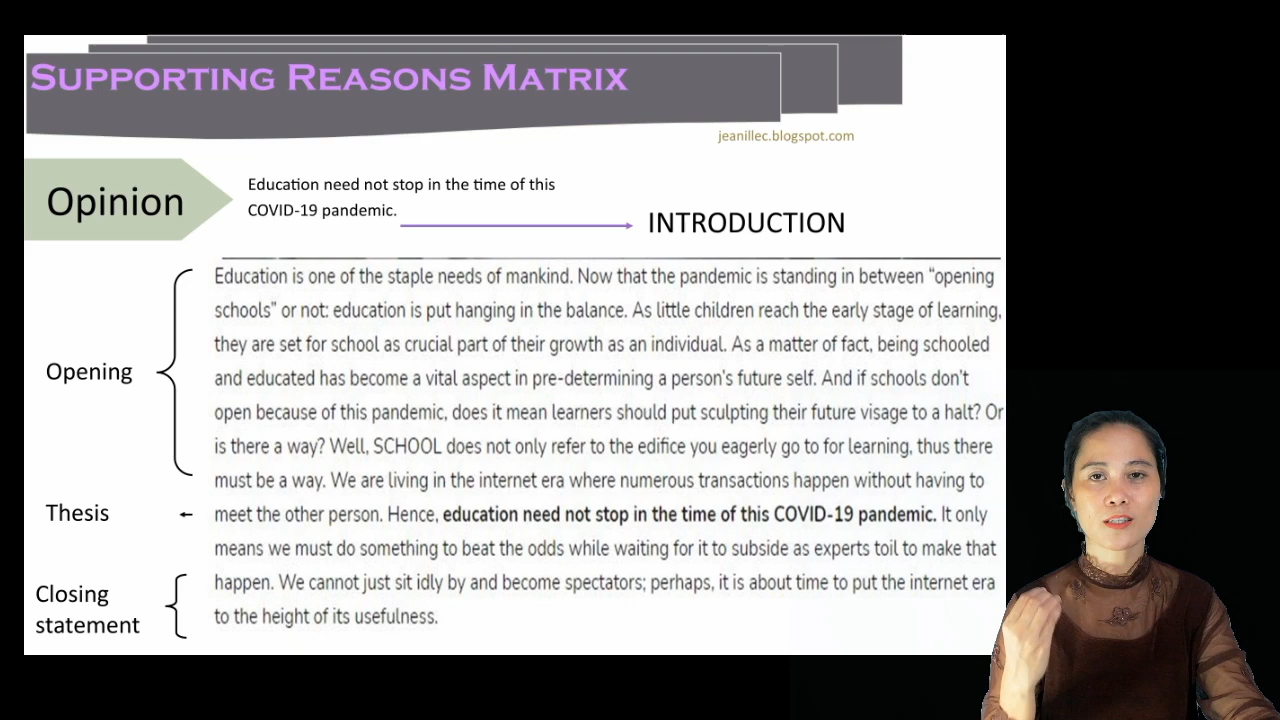 SUPPORTING REASONS MATRIX
jeanillec.blogspot.com
Opinion
Education need not stop in the time of this
COVID-19 pandemic.
INTRODUCTION
Opening
Education is one of the staple needs of mankind. Now that the pandemic is standing in between “opening
schools” or not: education is put hanging in the balance. As little children reach the early stage of learning,
they are set for school as crucial part of their growth as an individual. As a matter of fact, being schooled
and educated has become a vital aspect in pre-determining a person's future self. And if schools don't
open because of this pandemic, does it mean learners should put sculpting their future visage to a halt? Or
is there a way? Well, SCHOOL does not only refer to the edifice you eagerly go to for learning, thus there
must be a way. We are living in the internet era where numerous transactions happen without having to
Thesis
meet the other person. Hence, education need not stop in the time of this COVID-19 pandemic. It only
means we must do something to beat the odds while waiting for it to subside as experts toil to make that
Closing
statement
happen. We cannot just sit idly by and become spectators; perhaps, it is about time to put the internet era
to the height of its usefulness.